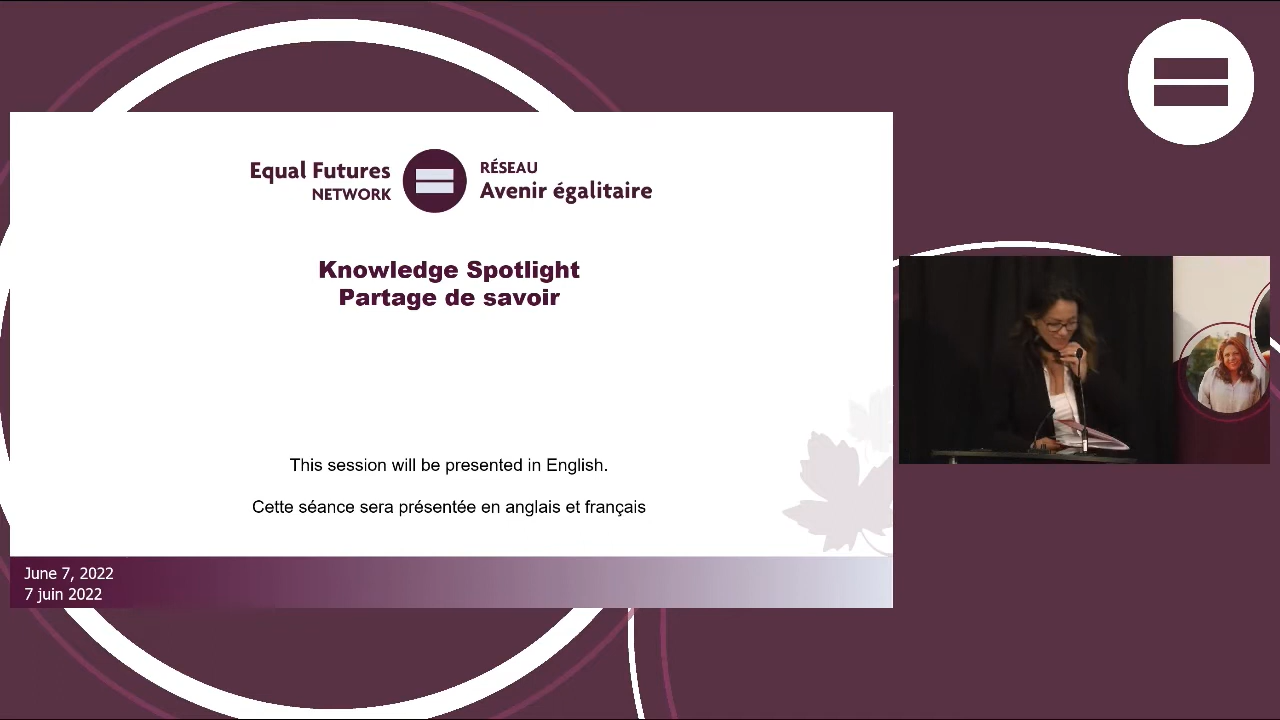 Equal Futures
NETWORK
RÉSEAU
Avenir égalitaire
Knowledge Spotlight
Partage de savoir
This session will be presented in English.
Cette séance sera présentée en anglais et français
June 7, 2022
7 juin 2022